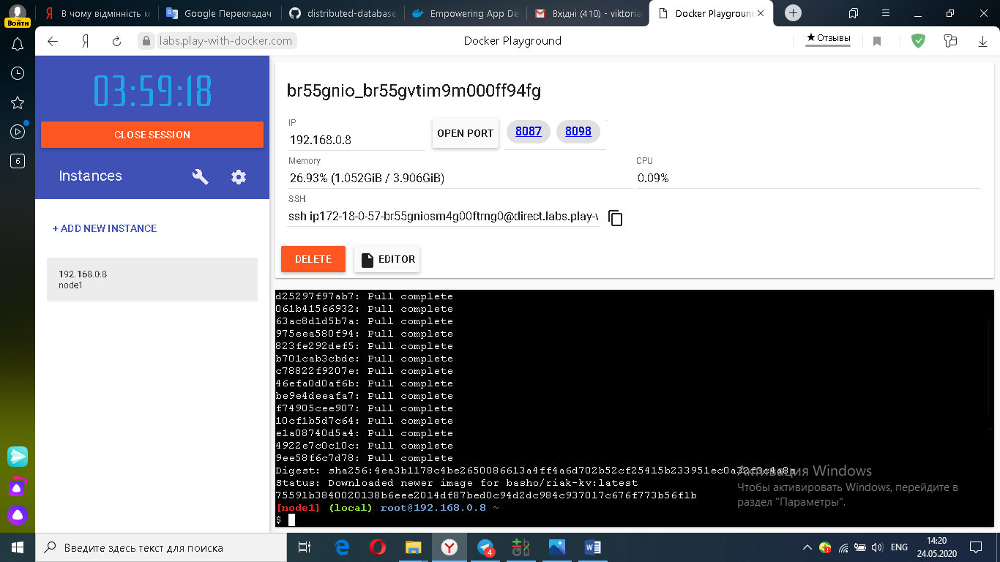 Войти
В чому відмінність м
Google Перекладач
distributed-database
Empowering App De
Вхідні (410) - viktoria
Docker Playground
labs.play-with-docker.com
Docker Playground
★ Отзывы
6
03:59:18
CLOSE SESSION
Instances
+ ADD NEW INSTANCE
192.168.0.8
node1
br55gnio_br55gvtim9m000ff94fg
IP
192.168.0.8
OPEN PORT
8087
8098
Memory
26.93% (1.052GiB / 3.906GiB)
CPU
0.09%
SSH
ssh ip172-18-0-57-br55gniosm4g00ftrng0@direct.labs.play-v
DELETE
EDITOR
d25297f97ab7: Pull complete
061b41566932: Pull complete
63ac8d1d5b7a: Pull complete
975eea580f94: Pull complete
823fe292def5: Pull complete
b701cab3cbde: Pull complete
c78822f9207e: Pull complete
46efa0d0af6b: Pull complete
be9e4deeafa7: Pull complete
f74905cee907: Pull complete
10cf1b5d7c64: Pull complete
e1a08740d5a4: Pull complete
4922e7c0c10c: Pull complete
9ee58f6c7d78: Pull complete
Digest:
Status: Downloaded newer image for basho/riak-kv:latest
75591b3840020138b6eee2014df87bed0c94d2dc984c937017c676f773b56f1b
[node1] (local) root@192.168.0.8 ~
$
Активация Windows
Чтобы активировать Windows, перейдите в
раздел "Параметры".
Введите здесь текст для поиска
4
ENG
14:20
24.05.2020